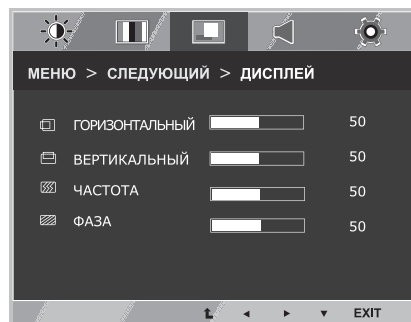 МЕНЮ > СЛЕДУЮЩИЙ > ДИСПЛЕЙ
ГОРИЗОНТАЛЬНЫЙ 50
ВЕРТИКАЛЬНЫЙ 50
ЧАСТОТА 50
ФАЗА 50
EXIT